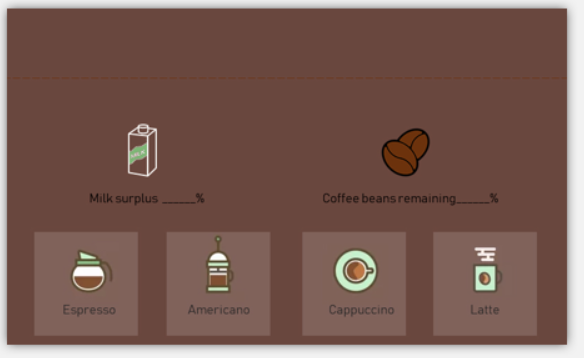 Milk surplus ______%
Coffee beans remaining______%
Espresso
Americano
Cappuccino
Latte